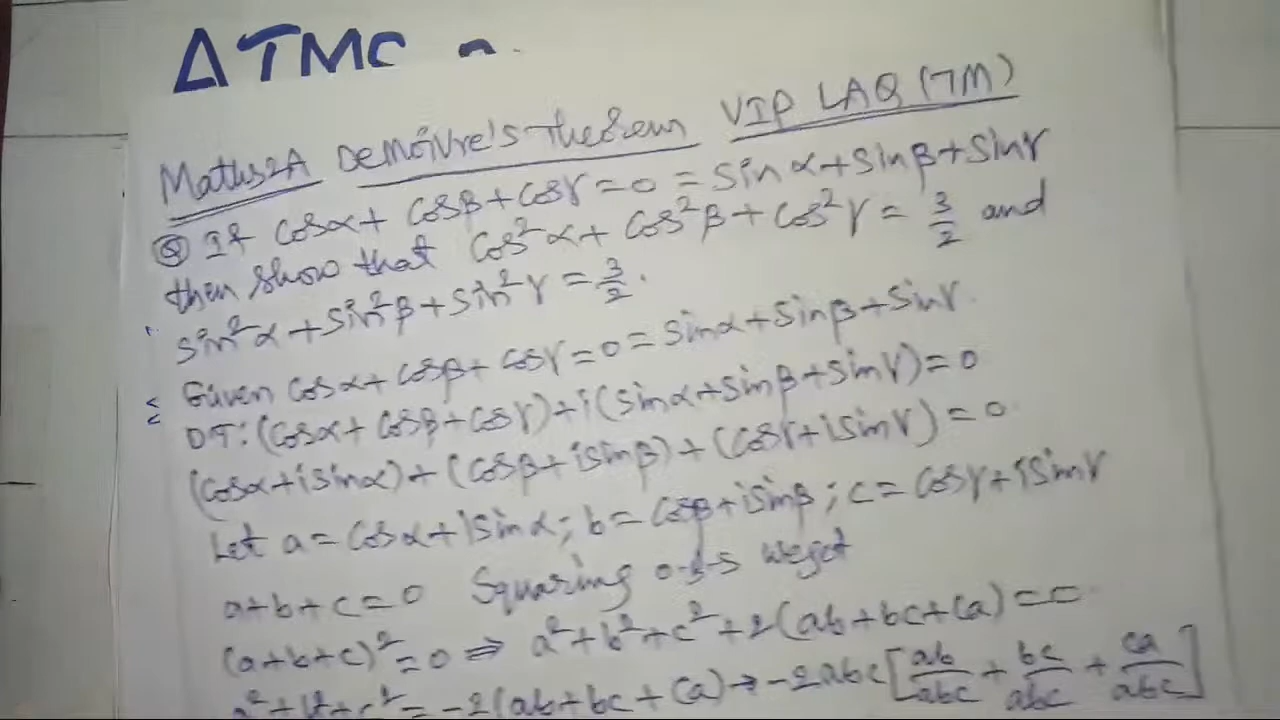 ATMC
Maths2A DeMoivre's theorem VIP LAQ (7M)
Q If cosα + cosβ + cosγ = 0 = sinα + sinβ + sinγ
then show that cos²α + cos²β + cos²γ = 3/2 and
sin²α + sin²β + sin²γ = 3/2.
Given cosα + cosβ + cosγ = 0 = sinα + sinβ + sinγ.
DT: (cosα + cosβ + cosγ) + i(sinα + sinβ + sinγ) = 0
(cosα + isinα) + (cosβ + isinβ) + (cosγ + isinγ) = 0
Let a = cosα + isinα; b = cosβ + isinβ; c = cosγ + isinγ
a + b + c = 0 Squaring o-b-s weget
(a+b+c)² = 0 ⇒ a² + b² + c² + 2(ab + bc + ca) = 0
a² + b² + c² = -2(ab + bc + ca) → -2abc[ab/abc + bc/abc + ca/abc]